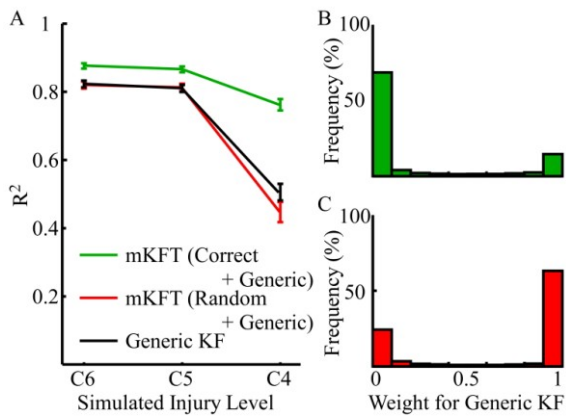 A
1
0.8
0.6
0.4
0.2
R²
mKFT (Correct
+ Generic)
mKFT (Random
+ Generic)
Generic KF
C6 C5 C4
Simulated Injury Level
B
100
50
Frequency (%)
C
100
50
Frequency (%)
0 0.5 1
Weight for Generic KF